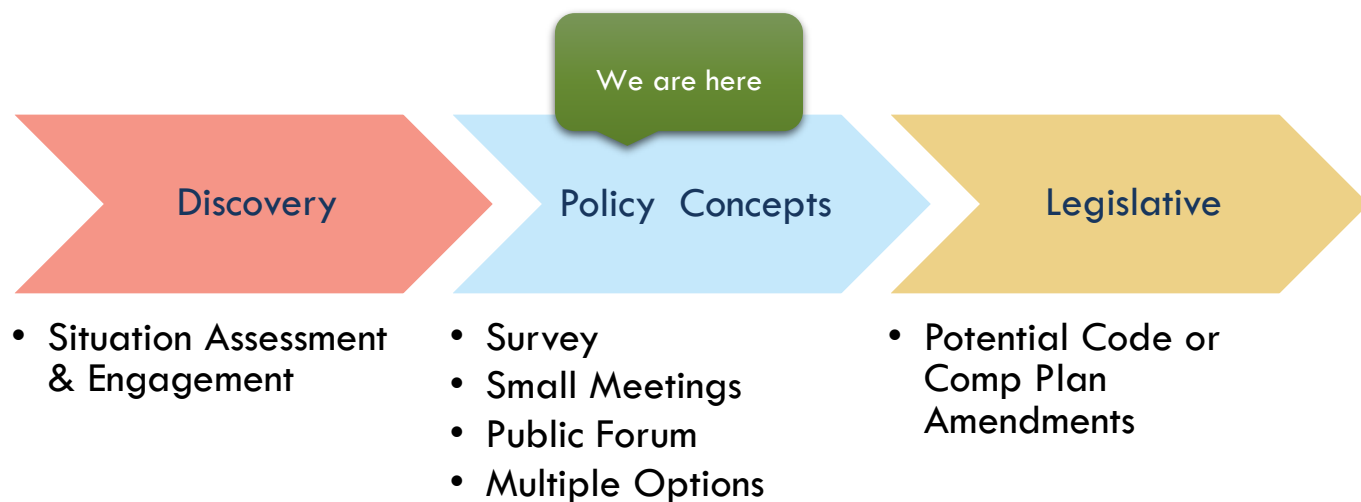 We are here
Discovery
Policy Concepts
Legislative
• Situation Assessment
& Engagement
• Survey
• Small Meetings
• Public Forum
• Multiple Options
• Potential Code or
Comp Plan
Amendments